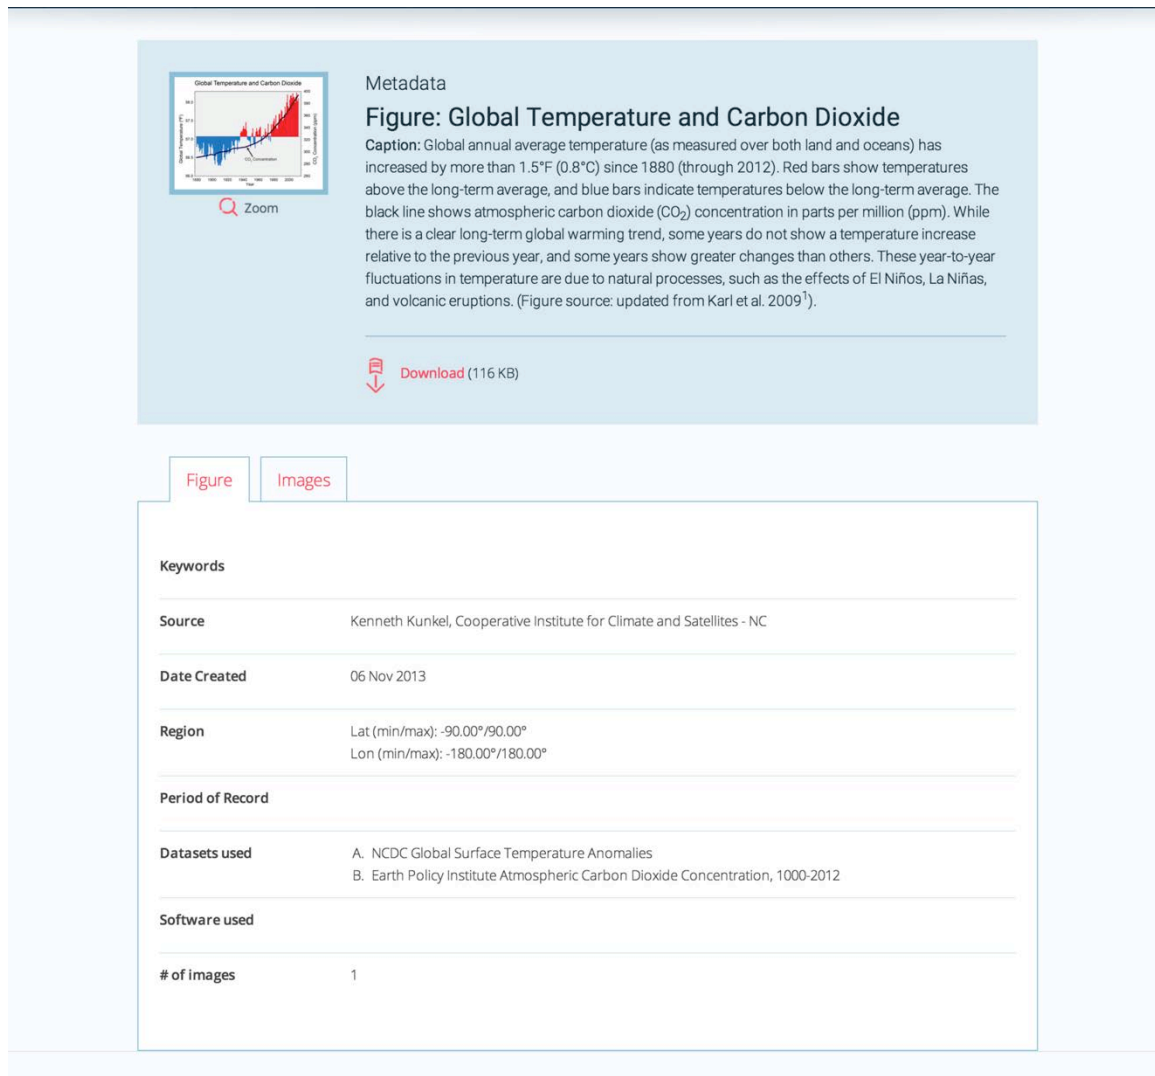 Global Temperature and Carbon Dioxide
Global Temperature (°F)
CO₂ Concentration (ppm)
CO₂ Concentration
Year
Zoom
Metadata
Figure: Global Temperature and Carbon Dioxide
Caption: Global annual average temperature (as measured over both land and oceans) has
increased by more than 1.5°F (0.8°C) since 1880 (through 2012). Red bars show temperatures
above the long-term average, and blue bars indicate temperatures below the long-term average. The
black line shows atmospheric carbon dioxide (CO₂) concentration in parts per million (ppm). While
there is a clear long-term global warming trend, some years do not show a temperature increase
relative to the previous year, and some years show greater changes than others. These year-to-year
fluctuations in temperature are due to natural processes, such as the effects of El Niños, La Niñas,
and volcanic eruptions. (Figure source: updated from Karl et al. 2009¹).
Download (116 KB)
Figure Images
Keywords
Source Kenneth Kunkel, Cooperative Institute for Climate and Satellites - NC
Date Created 06 Nov 2013
Region Lat (min/max): -90.00°/90.00°
Lon (min/max): -180.00°/180.00°
Period of Record
Datasets used A. NCDC Global Surface Temperature Anomalies
B. Earth Policy Institute Atmospheric Carbon Dioxide Concentration, 1000-2012
Software used
# of images 1